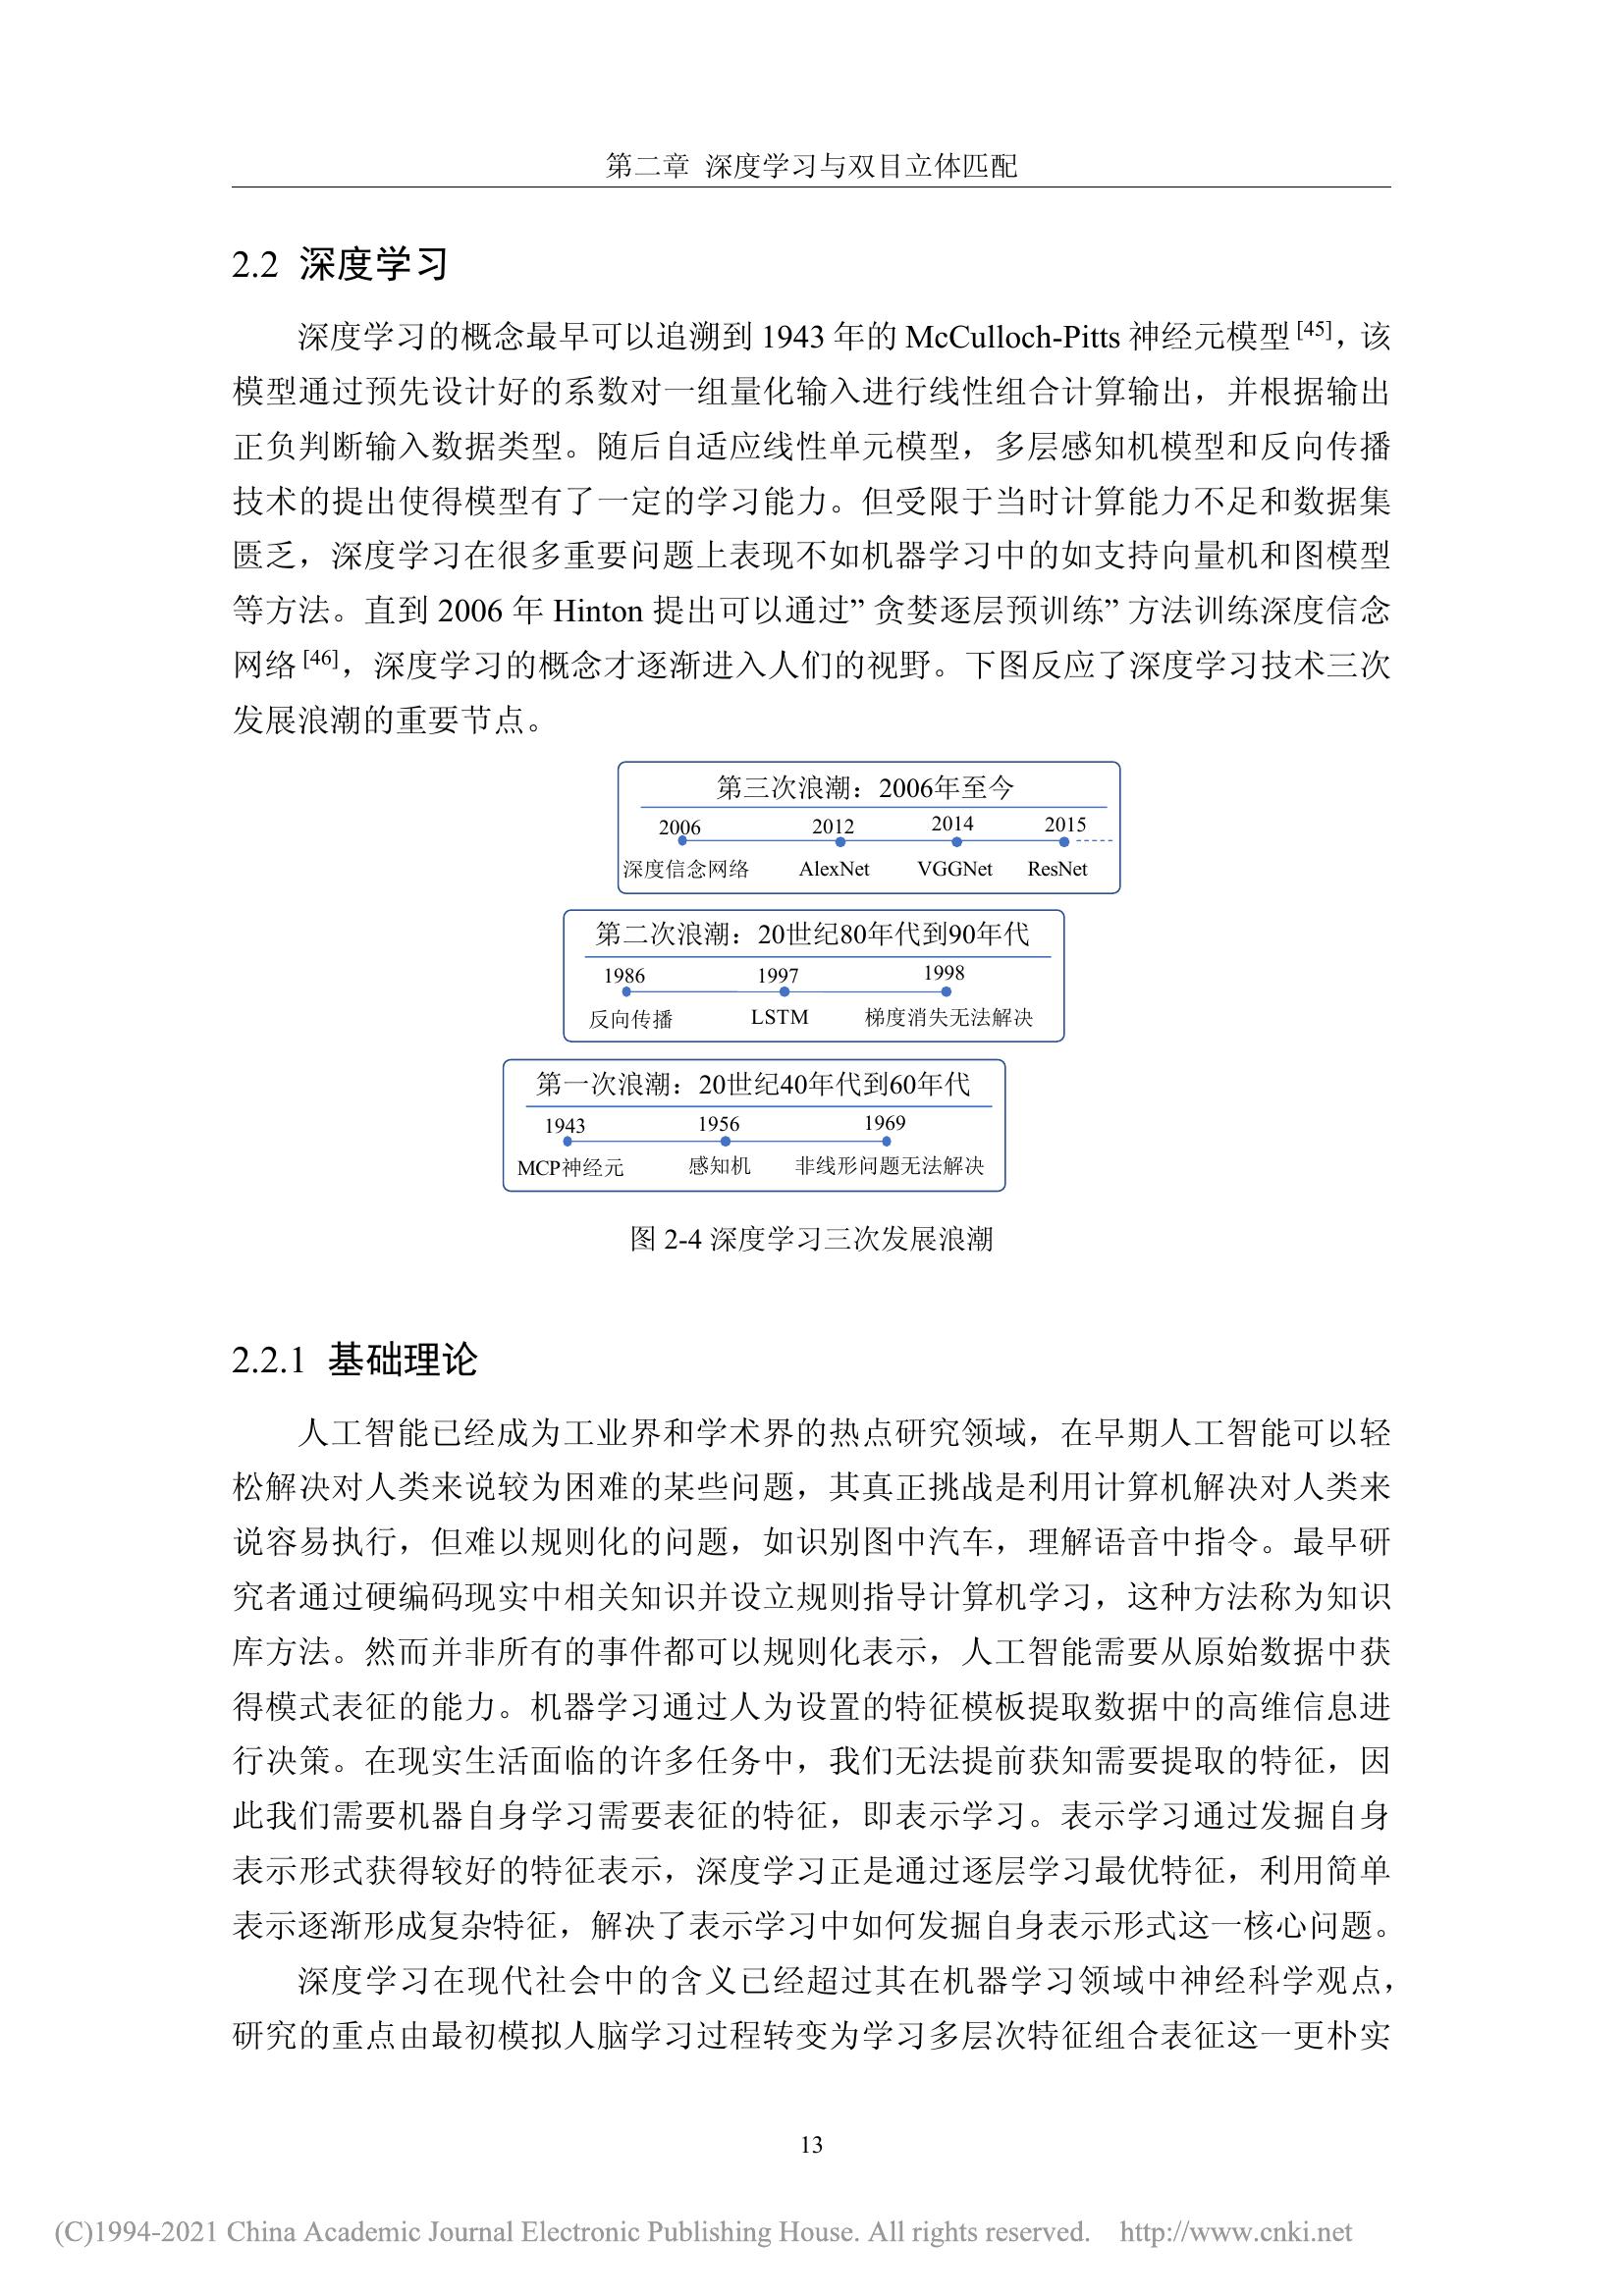 第二章 深度学习与双目立体匹配
2.2 深度学习
深度学习的概念最早可以追溯到 1943 年的 McCulloch-Pitts 神经元模型 [45]，该
模型通过预先设计好的系数对一组量化输入进行线性组合计算输出，并根据输出
正负判断输入数据类型。随后自适应线性单元模型，多层感知机模型和反向传播
技术的提出使得模型有了一定的学习能力。但受限于当时计算能力不足和数据集
匮乏，深度学习在很多重要问题上表现不如机器学习中的如支持向量机和图模型
等方法。直到 2006 年 Hinton 提出可以通过” 贪婪逐层预训练” 方法训练深度信念
网络 [46]，深度学习的概念才逐渐进入人们的视野。下图反应了深度学习技术三次
发展浪潮的重要节点。
第三次浪潮：2006年至今
2006 2012 2014 2015
深度信念网络 AlexNet VGGNet ResNet
第二次浪潮：20世纪80年代到90年代
1986 1997 1998
反向传播 LSTM 梯度消失无法解决
第一次浪潮：20世纪40年代到60年代
1943 1956 1969
MCP神经元 感知机 非线形问题无法解决
图 2-4 深度学习三次发展浪潮
2.2.1 基础理论
人工智能已经成为工业界和学术界的热点研究领域，在早期人工智能可以轻
松解决对人类来说较为困难的某些问题，其真正挑战是利用计算机解决对人类来
说容易执行，但难以规则化的问题，如识别图中汽车，理解语音中指令。最早研
究者通过硬编码现实中相关知识并设立规则指导计算机学习，这种方法称为知识
库方法。然而并非所有的事件都可以规则化表示，人工智能需要从原始数据中获
得模式表征的能力。机器学习通过人为设置的特征模板提取数据中的高维信息进
行决策。在现实生活面临的许多任务中，我们无法提前获知需要提取的特征，因
此我们需要机器自身学习需要表征的特征，即表示学习。表示学习通过发掘自身
表示形式获得较好的特征表示，深度学习正是通过逐层学习最优特征，利用简单
表示逐渐形成复杂特征，解决了表示学习中如何发掘自身表示形式这一核心问题。
深度学习在现代社会中的含义已经超过其在机器学习领域中神经科学观点，
研究的重点由最初模拟人脑学习过程转变为学习多层次特征组合表征这一更朴实
13
(C)1994-2021 China Academic Journal Electronic Publishing House. All rights reserved. http://www.cnki.net